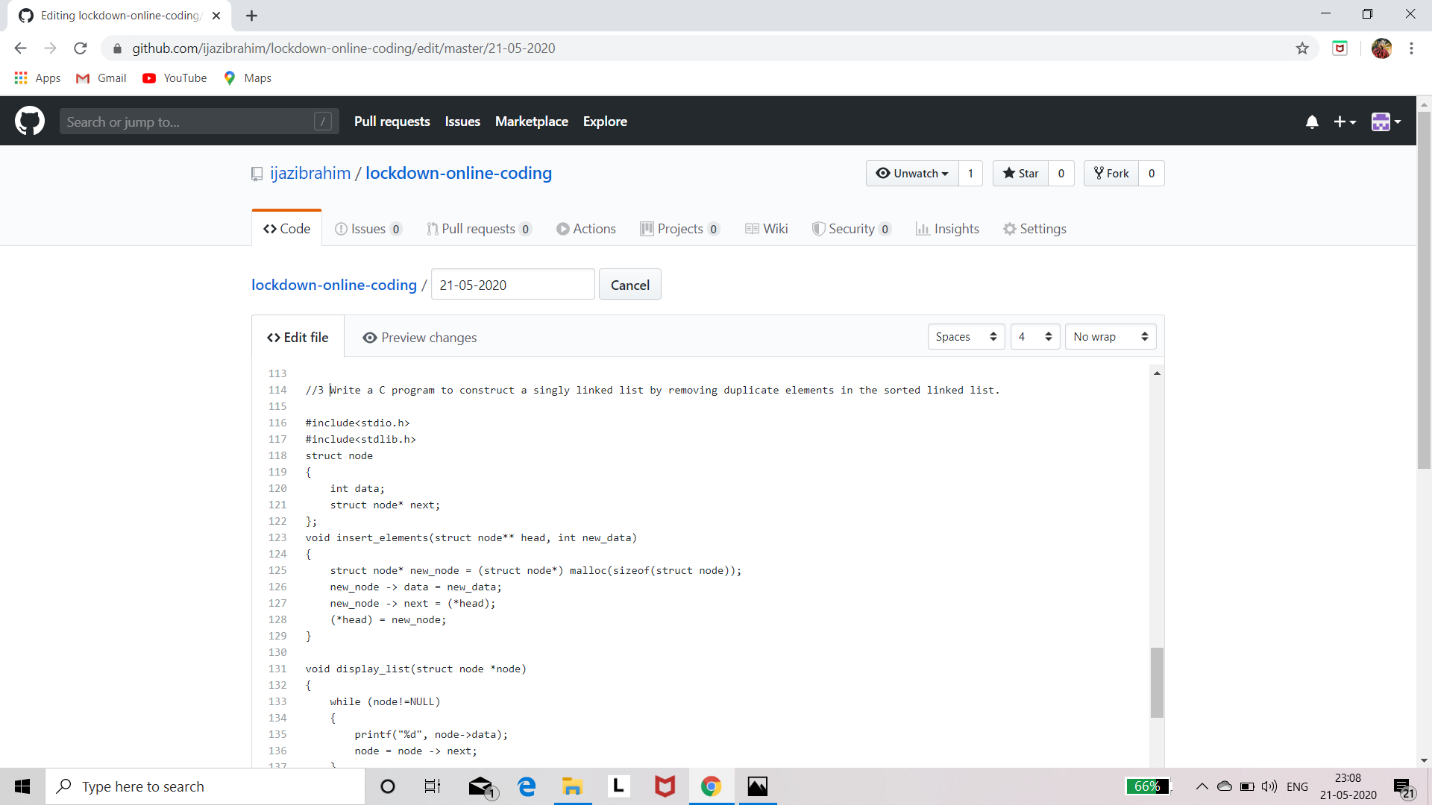 Editing lockdown-online-coding/
github.com/ijazibrahim/lockdown-online-coding/edit/master/21-05-2020
Apps Gmail YouTube Maps
Search or jump to... / Pull requests Issues Marketplace Explore
ijazibrahim / lockdown-online-coding Unwatch 1 Star 0 Fork 0
Code Issues 0 Pull requests 0 Actions Projects 0 Wiki Security 0 Insights Settings
lockdown-online-coding / 21-05-2020 Cancel
Edit file Preview changes Spaces 4 No wrap
113
114 //3 Write a C program to construct a singly linked list by removing duplicate elements in the sorted linked list.
115
116 #include<stdio.h>
117 #include<stdlib.h>
118 struct node
119 {
120 int data;
121 struct node* next;
122 };
123 void insert_elements(struct node** head, int new_data)
124 {
125 struct node* new_node = (struct node*) malloc(sizeof(struct node));
126 new_node -> data = new_data;
127 new_node -> next = (*head);
128 (*head) = new_node;
129 }
130
131 void display_list(struct node *node)
132 {
133 while (node!=NULL)
134 {
135 printf("%d", node->data);
136 node = node -> next;
137 }
Type here to search 1 L 66% ENG 23:08
21-05-2020 21